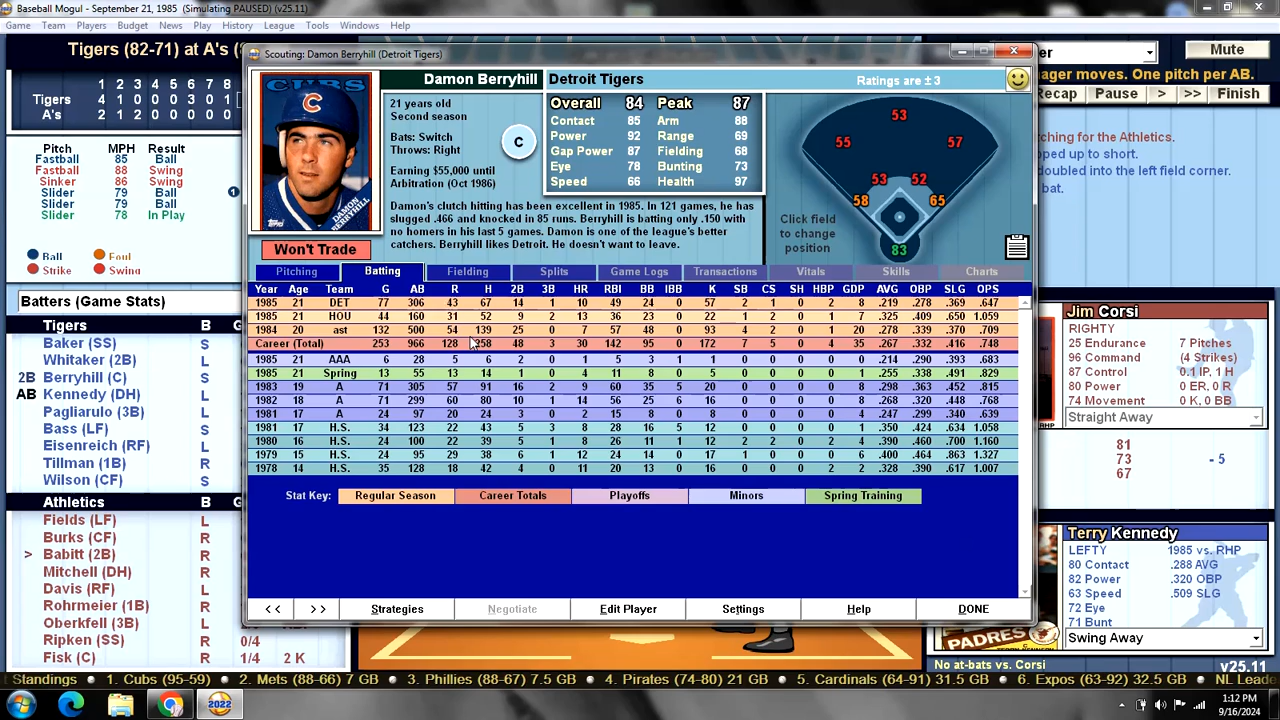 Baseball Mogul - September 21, 1985 (Simulating PAUSED) (v25.11)
Game Team Players Budget News Play History League Tools Windows Help
Tigers (82-71) at A's (
1 2 3 4 5 6 7 8
Tigers 4 1 0 0 0 3 0 1
A's 2 1 2 0 0 0 0
Pitch MPH Result
Fastball 85 Ball
Fastball 88 Swing
Sinker 86 Swing
Slider 79 Ball 1
Slider 79 Ball
Slider 78 In Play
Ball Foul
Strike Swing
Batters (Game Stats)
Tigers B G
Baker (SS) S
Whitaker (2B) L
2B Berryhill (C) S
AB Kennedy (DH) L
Pagliarulo (3B) L
Bass (LF) S
Eisenreich (RF) L
Tillman (1B) R
Wilson (CF) S
Athletics B G
Fields (LF) L
Burks (CF) R
> Babitt (2B) R
Mitchell (DH) R
Davis (RF) R
Rohrmeier (1B) R
Oberkfell (3B) L
Ripken (SS) R 0/4
Fisk (C) R 1/4 2 K
Scouting: Damon Berryhill (Detroit Tigers)
CUBS
C
DAMON BERRYHILL
Topps
Won't Trade
Damon Berryhill
21 years old
Second season
Bats: Switch
Throws: Right
Earning $55,000 until
Arbitration (Oct 1986)
C
Detroit Tigers
Ratings are ± 3
Overall 84 Peak 87
Contact 85 Arm 88
Power 92 Range 69
Gap Power 87 Fielding 68
Eye 78 Bunting 73
Speed 66 Health 97
Damon's clutch hitting has been excellent in 1985. In 121 games, he has
slugged .466 and knocked in 85 runs. Berryhill is batting only .150 with
no homers in his last 5 games. Damon is one of the league's better
catchers. Berryhill likes Detroit. He doesn't want to leave.
53
55 57
53 52
58 65
83
Click field
to change
position
Pitching Batting Fielding Splits Game Logs Transactions Vitals Skills Charts
Year Age Team G AB R H 2B 3B HR RBI BB IBB K SB CS SH HBP GDP AVG OBP SLG OPS
1985 21 DET 77 306 43 67 14 1 10 49 24 0 57 2 1 0 2 8 .219 .278 .369 .647
1985 21 HOU 44 160 31 52 9 2 13 36 23 0 22 1 2 0 1 7 .325 .409 .650 1.059
1984 20 ast 132 500 54 139 25 0 7 57 48 0 93 4 2 0 1 20 .278 .339 .370 .709
Career (Total) 253 966 128 258 48 3 30 142 95 0 172 7 5 0 4 35 .267 .332 .416 .748
1985 21 AAA 6 28 5 6 2 0 1 5 3 1 1 0 0 0 0 0 .214 .290 .393 .683
1985 21 Spring 13 55 13 14 1 0 4 11 8 0 5 0 0 0 0 2 .255 .338 .491 .829
1983 19 A 71 305 57 91 16 2 9 60 35 5 20 0 0 0 0 8 .298 .363 .452 .815
1982 18 A 71 299 60 80 10 1 14 56 25 6 16 0 0 0 0 8 .268 .320 .448 .768
1981 17 A 24 97 20 24 3 0 2 15 8 0 8 0 0 0 0 4 .247 .299 .340 .639
1981 17 H.S. 34 123 22 43 5 3 8 28 16 5 12 0 0 0 0 1 .350 .424 .634 1.058
1980 16 H.S. 24 100 22 39 5 1 8 26 11 1 12 2 2 0 2 4 .390 .460 .700 1.160
1979 15 H.S. 24 95 29 38 6 1 12 24 14 0 17 1 0 0 0 6 .400 .464 .863 1.327
1978 14 H.S. 35 128 18 42 4 0 11 20 13 0 16 0 0 0 2 2 .328 .390 .617 1.007
Stat Key: Regular Season Career Totals Playoffs Minors Spring Training
<< >> Strategies Negotiate Edit Player Settings Help DONE
Mute
nager moves. One pitch per AB.
Recap Pause > >> Finish
rching for the Athletics.
pped up to short.
doubled into the left field corner.
bat.
Jim Corsi
RIGHTY
25 Endurance 7 Pitches
96 Command (4 Strikes)
87 Control 0.1 IP, 1 H
80 Power 0 ER, 0 R
74 Movement 0 K, 0 BB
Straight Away
81
73 - 5
67
Terry Kennedy
LEFTY 1985 vs. RHP
80 Contact .288 AVG
82 Power .320 OBP
63 Speed .509 SLG
72 Eye
71 Bunt
PADRES
Swing Away
No at-bats vs. Corsi v25.11
Standings • 1. Cubs (95-59) • 2. Mets (88-66) 7 GB • 3. Phillies (88-67) 7.5 GB • 4. Pirates (74-80) 21 GB • 5. Cardinals (64-91) 31.5 GB • 6. Expos (63-92) 32.5 GB • NL Leade
2022
1:12 PM
9/16/2024